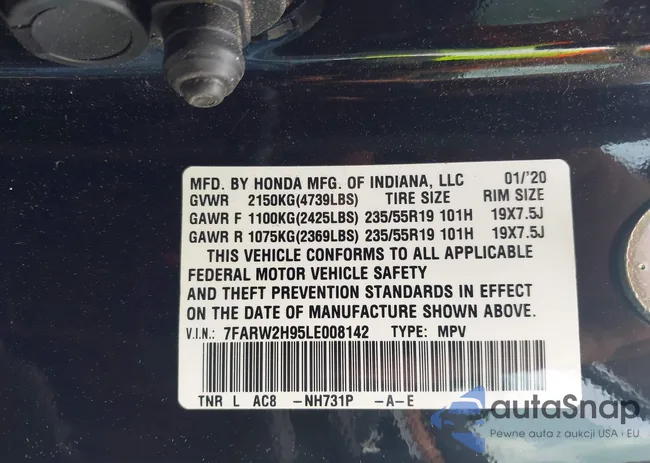 MFD. BY HONDA MFG. OF INDIANA, LLC 01/'20
GVWR 2150KG(4739LBS) TIRE SIZE RIM SIZE
GAWR F 1100KG(2425LBS) 235/55R19 101H 19X7.5J
GAWR R 1075KG(2369LBS) 235/55R19 101H 19X7.5J
THIS VEHICLE CONFORMS TO ALL APPLICABLE
FEDERAL MOTOR VEHICLE SAFETY
AND THEFT PREVENTION STANDARDS IN EFFECT
ON THE DATE OF MANUFACTURE SHOWN ABOVE.
V.I.N.: 7FARW2H95LE008142 TYPE: MPV
TNR L AC8 -NH731P -A-E
autaSnap
Pewne auta z aukcji USA i EU